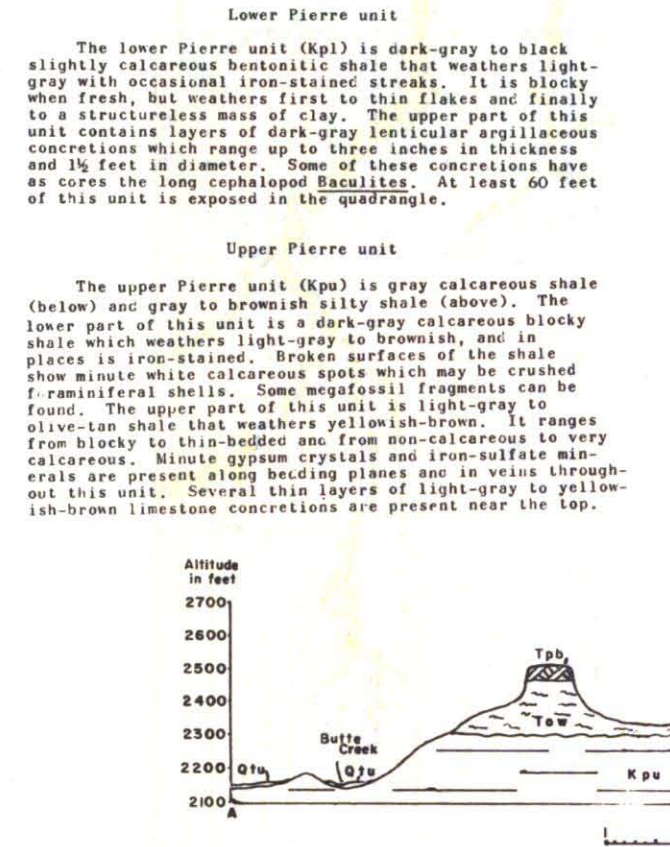 Lower Pierre unit
The lower Pierre unit (Kpl) is dark-gray to black
slightly calcareous bentonitic shale that weathers light-
gray with occasional iron-stained streaks. It is blocky
when fresh, but weathers first to thin flakes and finally
to a structureless mass of clay. The upper part of this
unit contains layers of dark-gray lenticular argillaceous
concretions which range up to three inches in thickness
and 1½ feet in diameter. Some of these concretions have
as cores the long cephalopod Baculites. At least 60 feet
of this unit is exposed in the quadrangle.
Upper Pierre unit
The upper Pierre unit (Kpu) is gray calcareous shale
(below) and gray to brownish silty shale (above). The
lower part of this unit is a dark-gray calcareous blocky
shale which weathers light-gray to brownish, and in
places is iron-stained. Broken surfaces of the shale
show minute white calcareous spots which may be crushed
foraminiferal shells. Some megafossil fragments can be
found. The upper part of this unit is light-gray to
olive-tan shale that weathers yellowish-brown. It ranges
from blocky to thin-bedded and from non-calcareous to very
calcareous. Minute gypsum crystals and iron-sulfate min-
erals are present along bedding planes and in veins through-
out this unit. Several thin layers of light-gray to yellow-
ish-brown limestone concretions are present near the top.
Altitude
in feet
2700
2600
2500
2400
2300
2200
2100
A
Qtu
Butte
Creek
Qtu
Tpb
Tow
Kpu